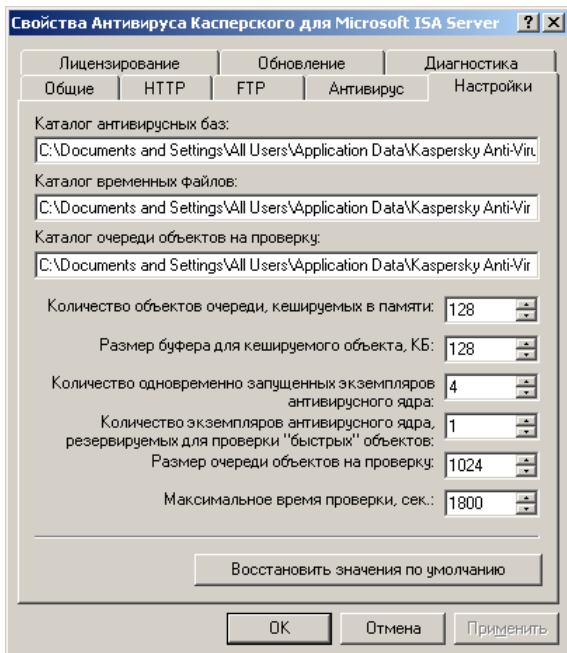 Свойства Антивируса Касперского для Microsoft ISA Server
Лицензирование Обновление Диагностика
Общие HTTP FTP Антивирус Настройки
Каталог антивирусных баз:
C:\Documents and Settings\All Users\Application Data\Kaspersky Anti-Viru
Каталог временных файлов:
C:\Documents and Settings\All Users\Application Data\Kaspersky Anti-Vir
Каталог очереди объектов на проверку:
C:\Documents and Settings\All Users\Application Data\Kaspersky Anti-Vir
Количество объектов очереди, кешируемых в памяти: 128
Размер буфера для кешируемого объекта, КБ: 128
Количество одновременно запущенных экземпляров
антивирусного ядра: 4
Количество экземпляров антивирусного ядра,
резервируемых для проверки "быстрых" объектов: 1
Размер очереди объектов на проверку: 1024
Максимальное время проверки, сек.: 1800
Восстановить значения по умолчанию
OK Отмена Применить